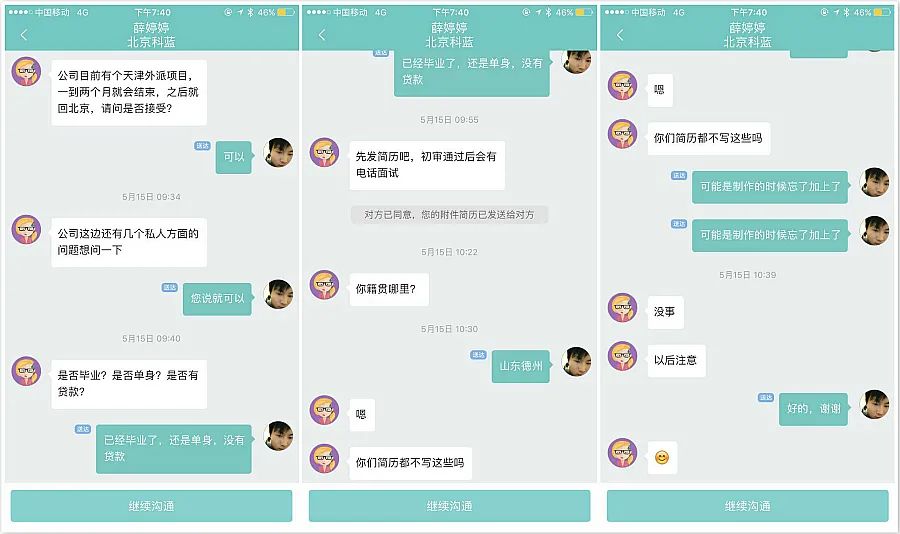 中国移动 4G 下午7:40 46%
薛婷婷
北京科蓝
公司目前有个天津外派项目,
一到两个月就会结束,之后就
回北京,请问是否接受?
送达
可以
5月15日 09:34
公司这边还有几个私人方面的
问题想问一下
送达
您说就可以
5月15日 09:40
是否毕业?是否单身?是否有
贷款?
送达
已经毕业了,还是单身,没有
贷款
继续沟通
中国移动 4G 下午7:40 46%
薛婷婷
北京科蓝
送达
已经毕业了,还是单身,没有
贷款
5月15日 09:55
先发简历吧,初审通过后会有
电话面试
对方已同意,您的附件简历已发送给对方
5月15日 10:22
你籍贯哪里?
5月15日 10:30
送达
山东德州
嗯
你们简历都不写这些吗
继续沟通
中国移动 4G 下午7:40 46%
薛婷婷
北京科蓝
嗯
你们简历都不写这些吗
送达
可能是制作的时候忘了加上了
送达
可能是制作的时候忘了加上了
5月15日 10:39
没事
以后注意
送达
好的,谢谢
继续沟通